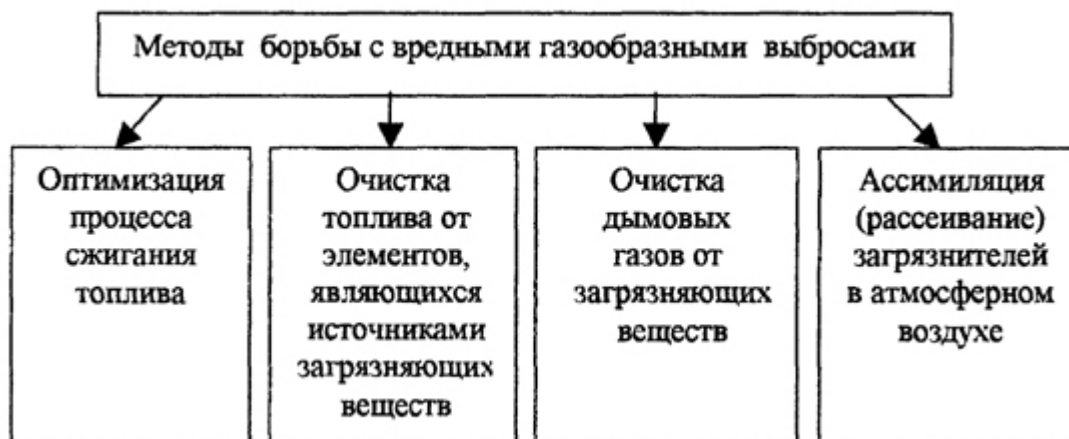 Методы борьбы с вредными газообразными выбросами
Оптимизация
процесса
сжигания
топлива
Очистка
топлива от
элементов,
являющихся
источниками
загрязняющих
веществ
Очистка
дымовых
газов от
загрязняющих
веществ
Ассимиляция
(рассеивание)
загрязнителей
в атмосферном
воздухе